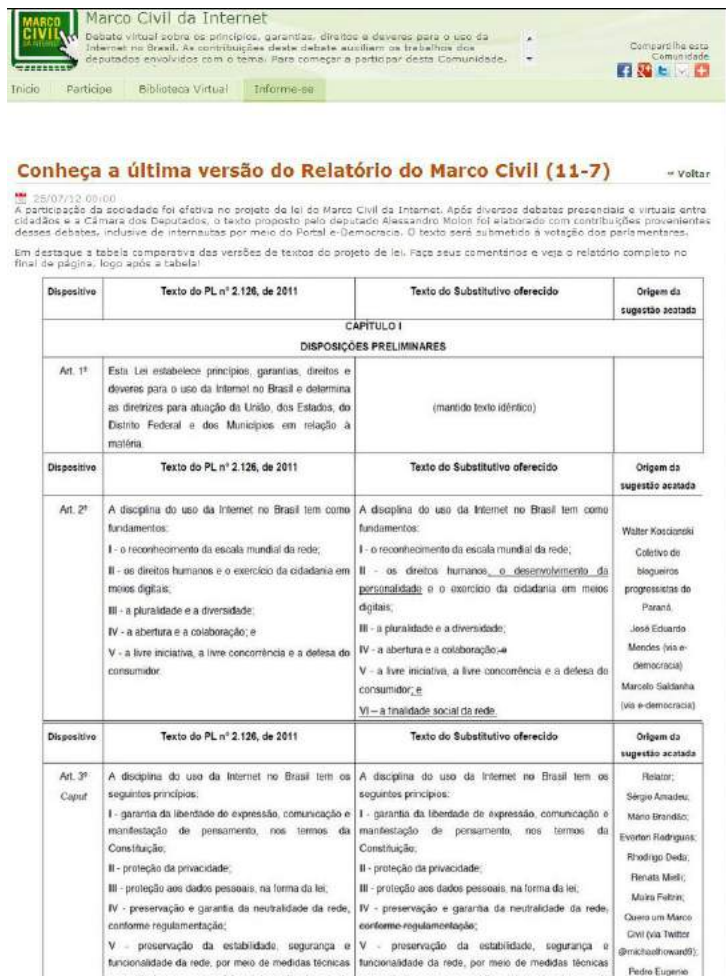 MARCO
CIVIL
DA INTERNET
Marco Civil da Internet
Debate virtual sobre os princípios, garantias, direitos e deveres para o uso da
Internet no Brasil. As contribuições deste debate auxiliam os trabalhos dos
deputados envolvidos com o tema. Para começar a participar desta Comunidade,
Compartilhe esta
Comunidade
Início Participe Biblioteca Virtual Informe-se
Conheça a última versão do Relatório do Marco Civil (11-7)
Voltar
25/07/12 00:00
A participação da sociedade foi efetiva no projeto de lei do Marco Civil da Internet. Após diversos debates presenciais e virtuais entre
cidadãos e a Câmara dos Deputados, o texto proposto pelo deputado Alessandro Molon foi elaborado com contribuições provenientes
desses debates, inclusive de internautas por meio do Portal e-Democracia. O texto será submetido à votação dos parlamentares.
Em destaque a tabela comparativa das versões de textos do projeto de lei. Faça seus comentários e veja o relatório completo no
final de página, logo após a tabela!
Dispositivo Texto do PL nº 2.126, de 2011 Texto do Substitutivo oferecido Origem da
sugestão acatada
CAPÍTULO I
DISPOSIÇÕES PRELIMINARES
Art. 1º
Esta Lei estabelece princípios, garantias, direitos e
deveres para o uso da Internet no Brasil e determina
as diretrizes para atuação da União, dos Estados, do
Distrito Federal e dos Municípios em relação à
matéria.
(mantido texto idêntico)
Dispositivo Texto do PL nº 2.126, de 2011 Texto do Substitutivo oferecido Origem da
sugestão acatada
Art. 2º
A disciplina do uso da Internet no Brasil tem como
fundamentos:
I - o reconhecimento da escala mundial da rede;
II - os direitos humanos e o exercício da cidadania em
meios digitais;
III - a pluralidade e a diversidade;
IV - a abertura e a colaboração; e
V - a livre iniciativa, a livre concorrência e a defesa do
consumidor.
A disciplina do uso da Internet no Brasil tem como
fundamentos:
I - o reconhecimento da escala mundial da rede;
II - os direitos humanos, o desenvolvimento da
personalidade e o exercício da cidadania em meios
digitais;
III - a pluralidade e a diversidade;
IV - a abertura e a colaboração; e
V - a livre iniciativa, a livre concorrência e a defesa do
consumidor; e
VI – a finalidade social da rede.
Walter Koscianski
Coletivo de
blogueiros
progressistas do
Paraná.
José Eduardo
Mendes (via e-
democracia)
Marcelo Saldanha
(via e-democracia)
Dispositivo Texto do PL nº 2.126, de 2011 Texto do Substitutivo oferecido Origem da
sugestão acatada
Art. 3º
Caput
A disciplina do uso da Internet no Brasil tem os
seguintes princípios:
I - garantia da liberdade de expressão, comunicação e
manifestação de pensamento, nos termos da
Constituição;
II - proteção da privacidade;
III - proteção aos dados pessoais, na forma da lei;
IV - preservação e garantia da neutralidade da rede,
conforme regulamentação;
V - preservação da estabilidade, segurança e
funcionalidade da rede, por meio de medidas técnicas
A disciplina do uso da Internet no Brasil tem os
seguintes princípios:
I - garantia da liberdade de expressão, comunicação e
manifestação de pensamento, nos termos da
Constituição;
II - proteção da privacidade;
III - proteção aos dados pessoais, na forma da lei;
IV - preservação e garantia da neutralidade da rede,
conforme regulamentação;
V - preservação da estabilidade, segurança e
funcionalidade da rede, por meio de medidas técnicas
Relator;
Sérgio Amadeu;
Mário Brandão;
Everton Rodrigues;
Rhodrigo Deda;
Renata Mielli;
Maira Feltrin;
Quero um Marco
Civil (via Twitter
@michaelhoward9);
Pedro Eugenio